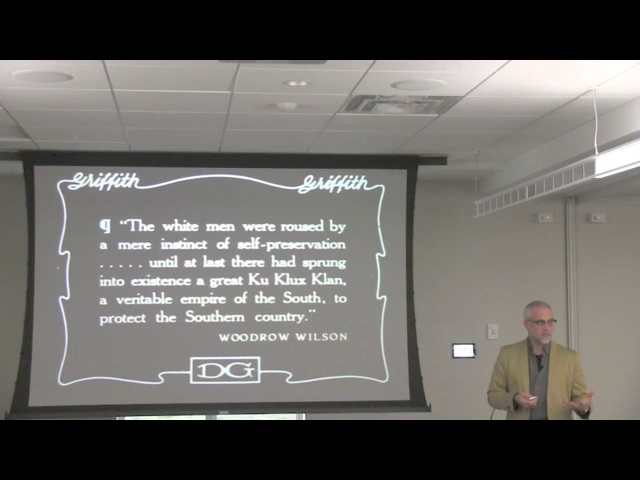 Griffith Griffith
¶ "The white men were roused by
a mere instinct of self-preservation
. . . . . until at last there had sprung
into existence a great Ku Klux Klan,
a veritable empire of the South, to
protect the Southern country."
WOODROW WILSON
DG